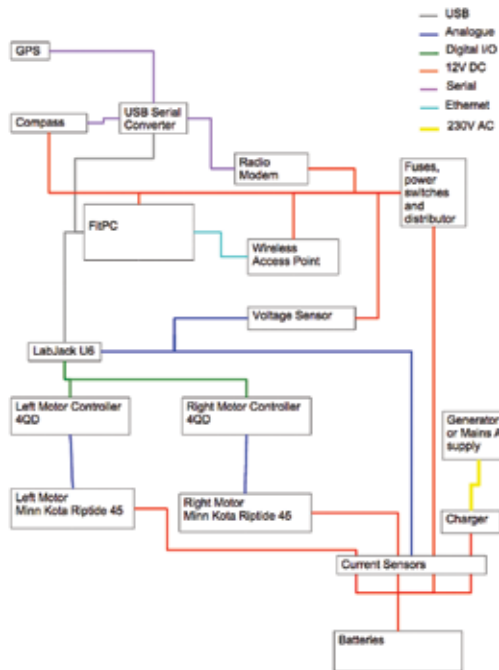 USB
Analogue
Digital I/O
12V DC
Serial
Ethernet
230V AC
GPS
Compass
USB Serial
Converter
Radio
Modem
Fuses,
power
switches
and
distributor
FitPC
Wireless
Access Point
Voltage Sensor
LabJack U6
Left Motor Controller
4QD
Right Motor Controller
4QD
Generator
or Mains A
supply
Left Motor
Minn Kota Riptide 45
Right Motor
Minn Kota Riptide 45
Charger
Current Sensors
Batteries